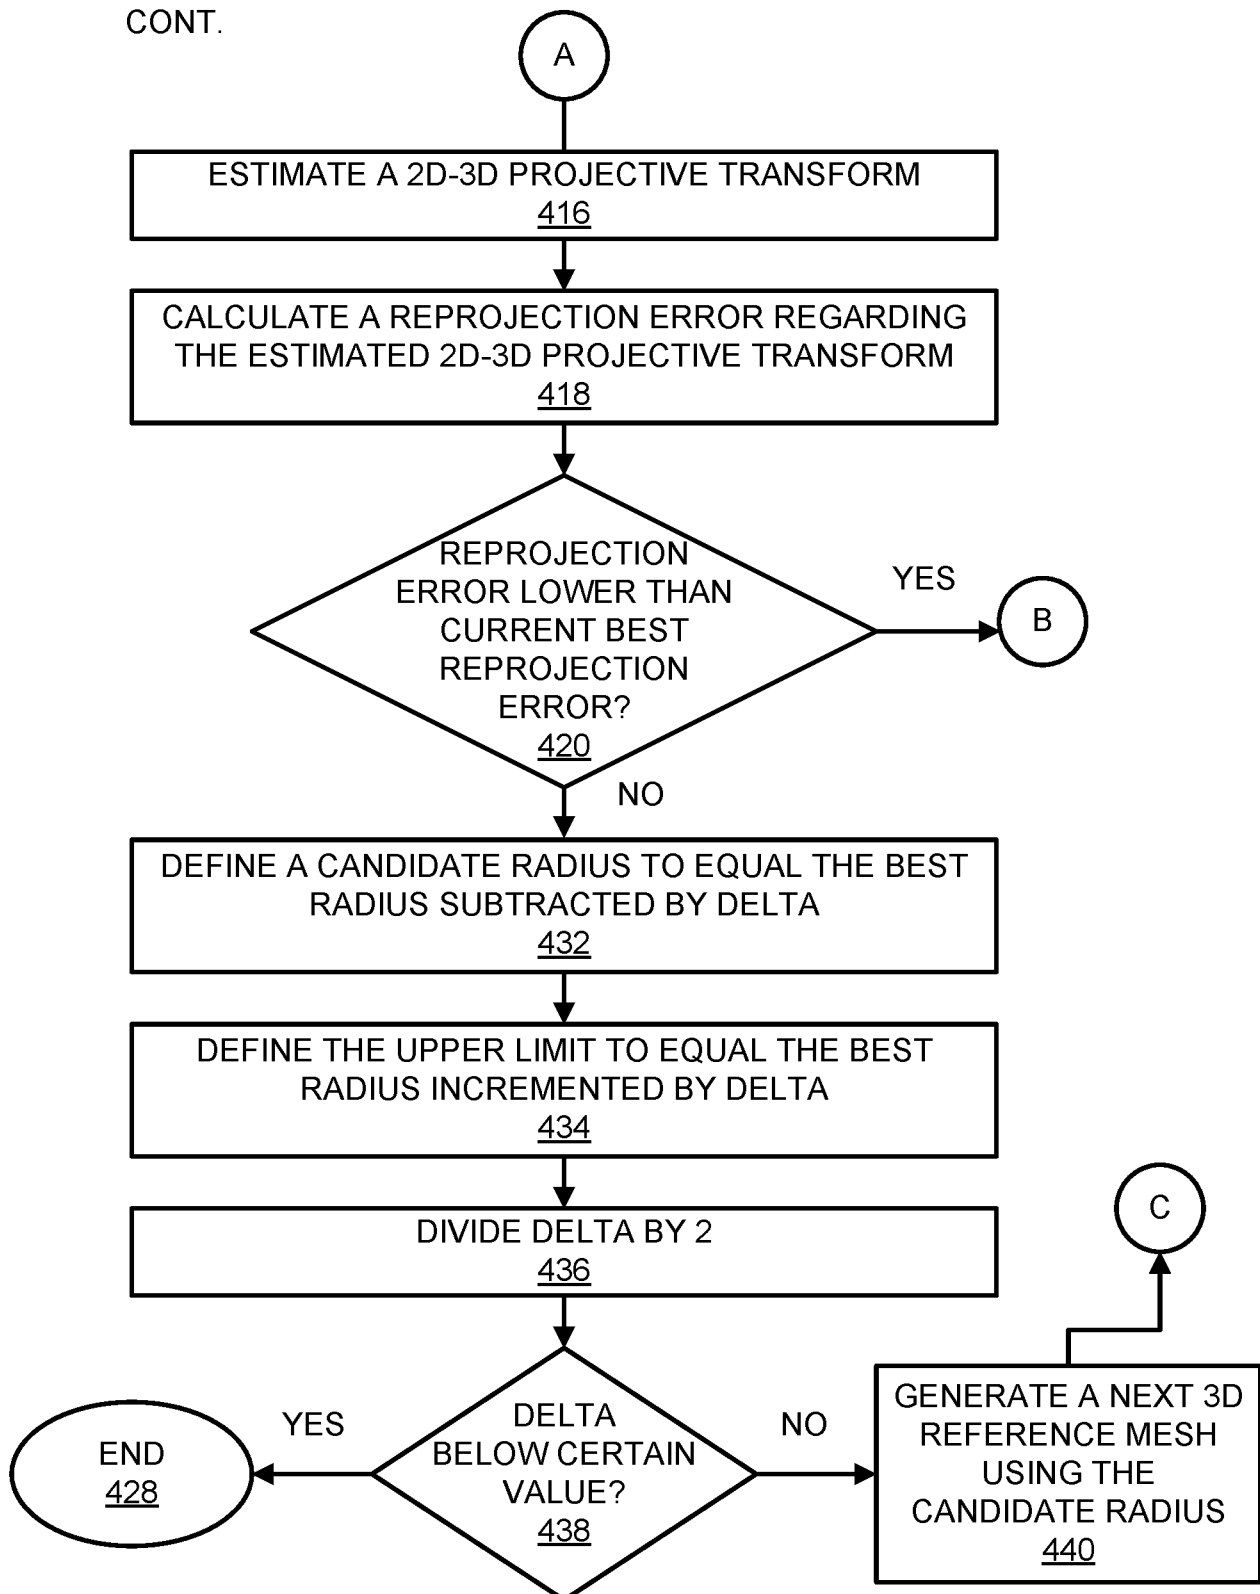 CONT.
A
ESTIMATE A 2D-3D PROJECTIVE TRANSFORM
416
CALCULATE A REPROJECTION ERROR REGARDING
THE ESTIMATED 2D-3D PROJECTIVE TRANSFORM
418
REPROJECTION
ERROR LOWER THAN
CURRENT BEST
REPROJECTION
ERROR?
420
YES
B
NO
DEFINE A CANDIDATE RADIUS TO EQUAL THE BEST
RADIUS SUBTRACTED BY DELTA
432
DEFINE THE UPPER LIMIT TO EQUAL THE BEST
RADIUS INCREMENTED BY DELTA
434
DIVIDE DELTA BY 2
436
C
DELTA
BELOW CERTAIN
VALUE?
438
YES
END
428
NO
GENERATE A NEXT 3D
REFERENCE MESH
USING THE
CANDIDATE RADIUS
440